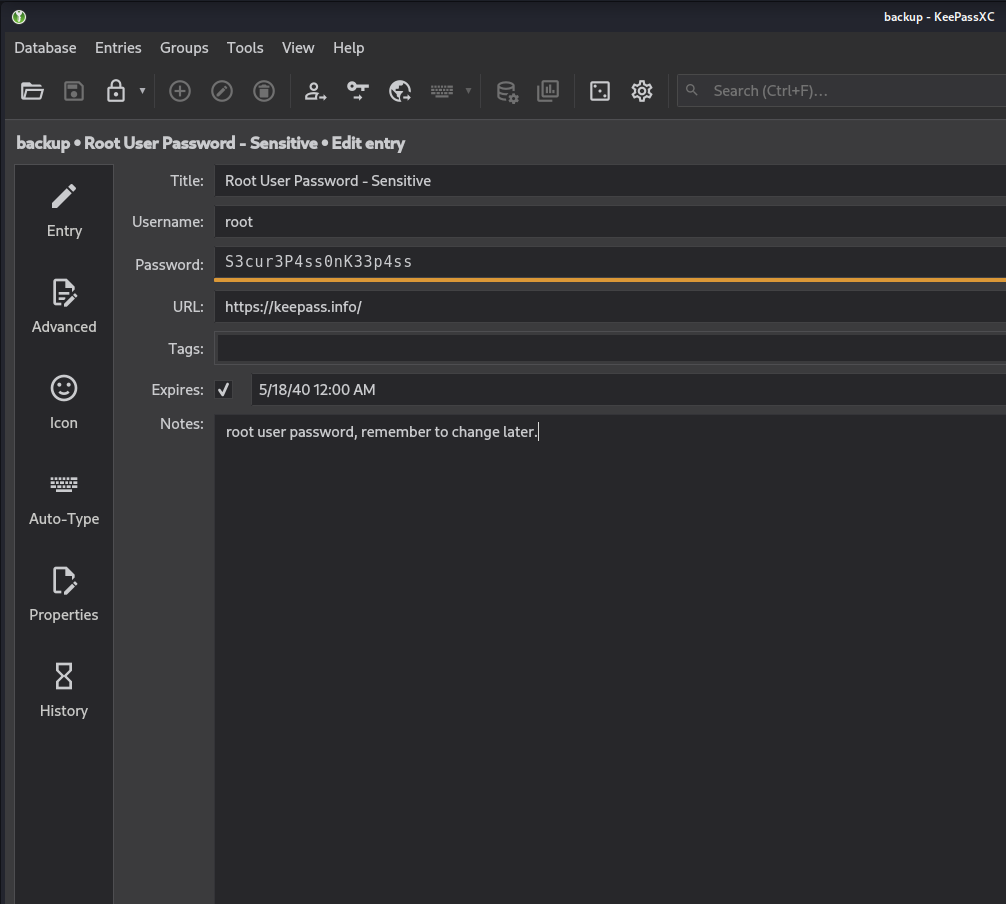 backup - KeePassXC
Database Entries Groups Tools View Help
Search (Ctrl+F)...
backup • Root User Password - Sensitive • Edit entry
Entry
Advanced
Icon
Auto-Type
Properties
History
Title: Root User Password - Sensitive
Username: root
Password: S3cur3P4ss0nK33p4ss
URL: https://keepass.info/
Tags:
Expires: 5/18/40 12:00 AM
Notes: root user password, remember to change later.